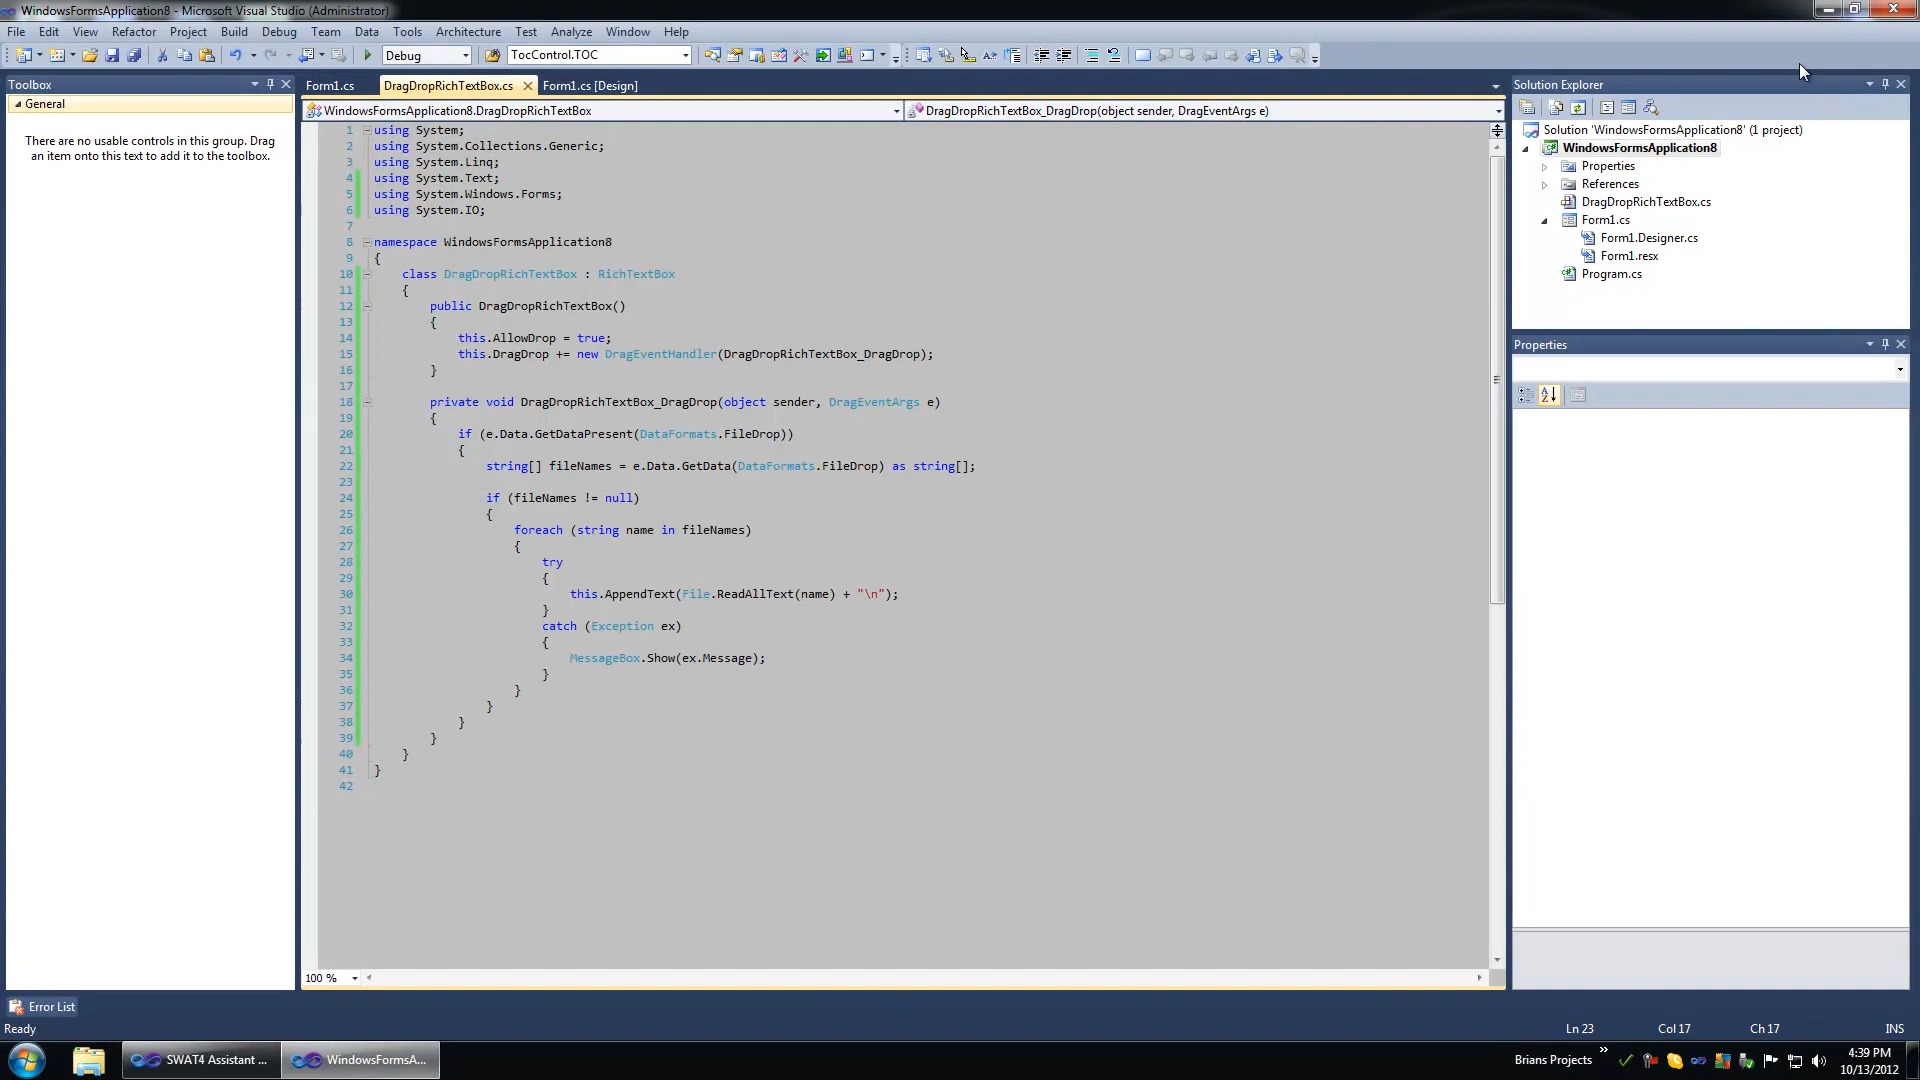 WindowsFormsApplication8 - Microsoft Visual Studio (Administrator)
File Edit View Refactor Project Build Debug Team Data Tools Architecture Test Analyze Window Help
Debug TocControl.TOC
Toolbox
General
There are no usable controls in this group. Drag
an item onto this text to add it to the toolbox.
Form1.cs DragDropRichTextBox.cs Form1.cs [Design]
WindowsFormsApplication8.DragDropRichTextBox DragDropRichTextBox_DragDrop(object sender, DragEventArgs e)
1 using System;
2 using System.Collections.Generic;
3 using System.Linq;
4 using System.Text;
5 using System.Windows.Forms;
6 using System.IO;
7
8 namespace WindowsFormsApplication8
9 {
10 class DragDropRichTextBox : RichTextBox
11 {
12 public DragDropRichTextBox()
13 {
14 this.AllowDrop = true;
15 this.DragDrop += new DragEventHandler(DragDropRichTextBox_DragDrop);
16 }
17
18 private void DragDropRichTextBox_DragDrop(object sender, DragEventArgs e)
19 {
20 if (e.Data.GetDataPresent(DataFormats.FileDrop))
21 {
22 string[] fileNames = e.Data.GetData(DataFormats.FileDrop) as string[];
23
24 if (fileNames != null)
25 {
26 foreach (string name in fileNames)
27 {
28 try
29 {
30 this.AppendText(File.ReadAllText(name) + "\n");
31 }
32 catch (Exception ex)
33 {
34 MessageBox.Show(ex.Message);
35 }
36 }
37 }
38 }
39 }
40 }
41 }
42
100 %
Solution Explorer
Solution 'WindowsFormsApplication8' (1 project)
WindowsFormsApplication8
Properties
References
DragDropRichTextBox.cs
Form1.cs
Form1.Designer.cs
Form1.resx
Program.cs
Properties
Error List
Ready Ln 23 Col 17 Ch 17 INS
SWAT4 Assistant ... WindowsFormsA... Brians Projects » 4:39 PM
10/13/2012